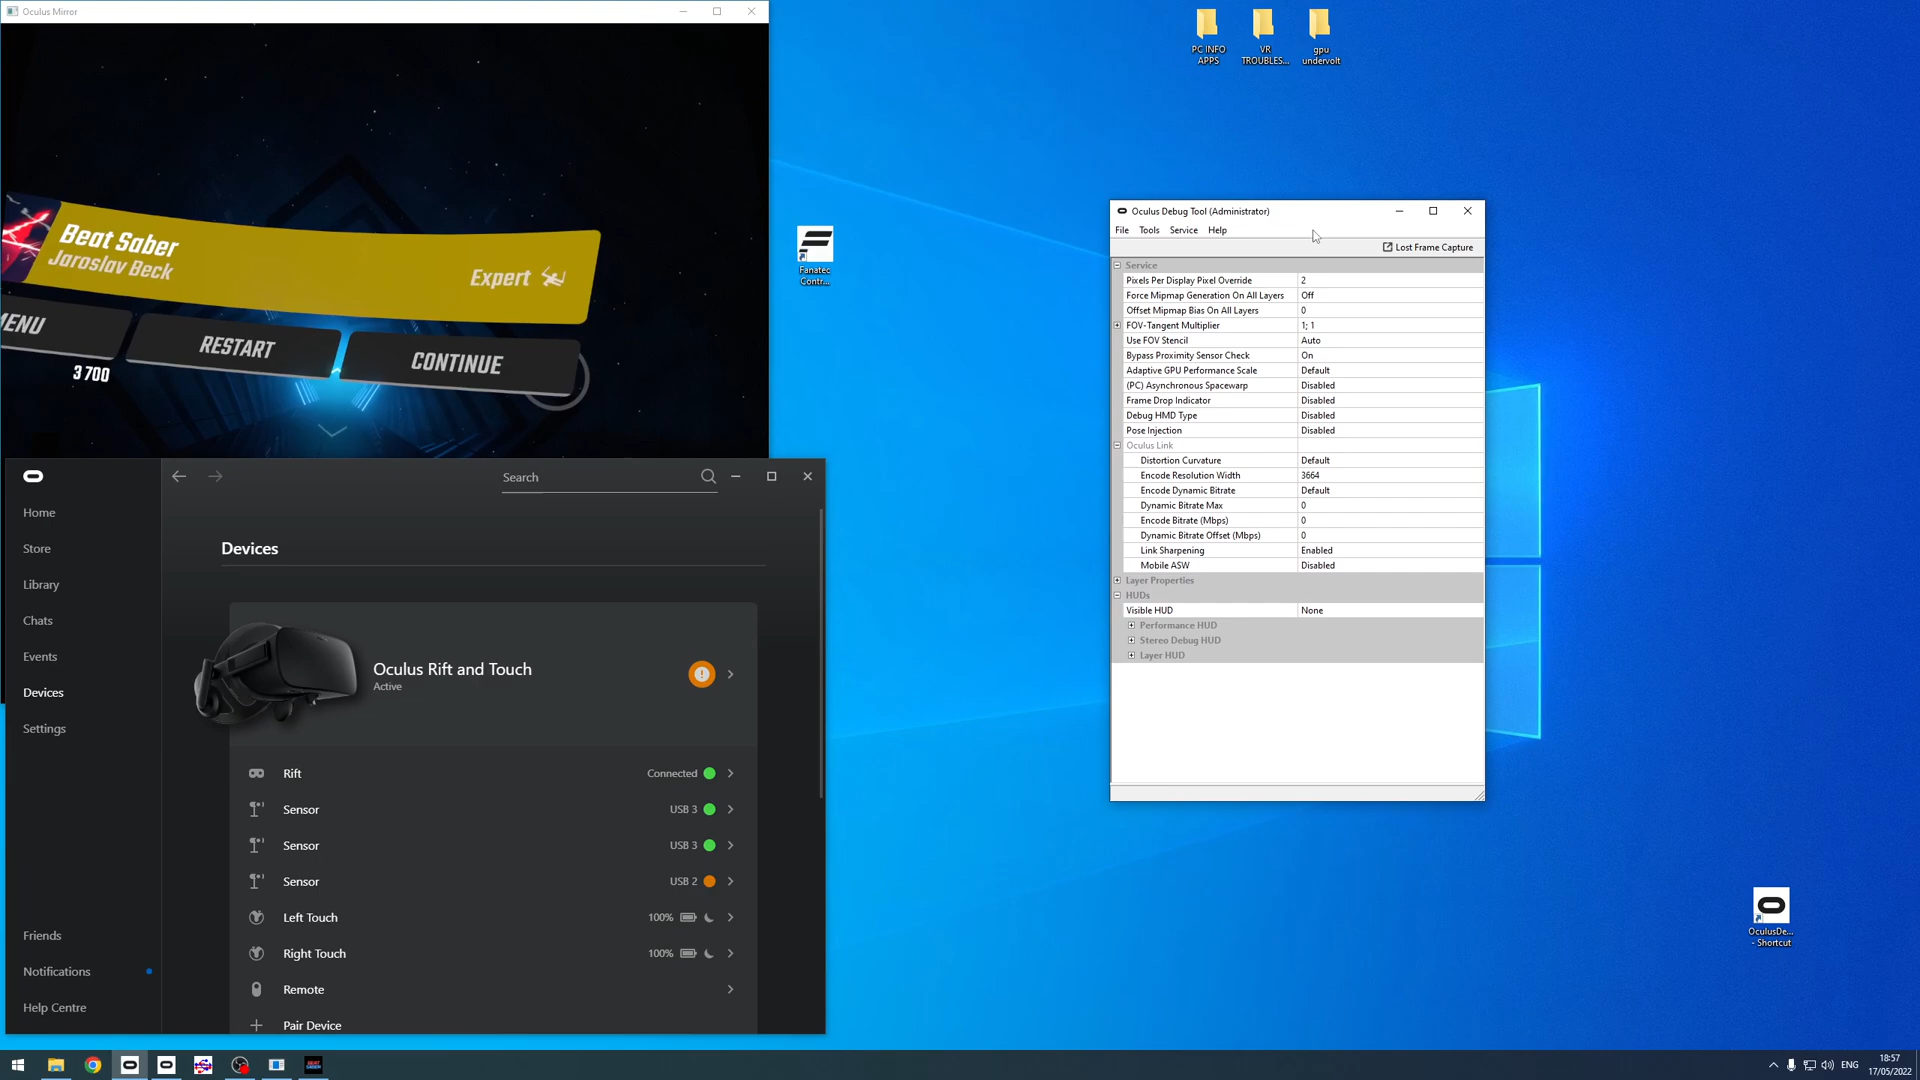 Oculus Mirror
Beat Saber
Jaroslav Beck
Expert
MENU
RESTART
CONTINUE
3 700
Search
Home
Store
Library
Chats
Events
Devices
Settings
Friends
Notifications
Help Centre
Devices
Oculus Rift and Touch
Active
Rift Connected
Sensor USB 3
Sensor USB 3
Sensor USB 2
Left Touch 100%
Right Touch 100%
Remote
Pair Device
PC INFO
APPS
VR
TROUBLES...
gpu
undervolt
Fanatec
Contr...
Oculus Debug Tool (Administrator)
File Tools Service Help
Lost Frame Capture
Service
Pixels Per Display Pixel Override 2
Force Mipmap Generation On All Layers Off
Offset Mipmap Bias On All Layers 0
FOV-Tangent Multiplier 1; 1
Use FOV Stencil Auto
Bypass Proximity Sensor Check On
Adaptive GPU Performance Scale Default
(PC) Asynchronous Spacewarp Disabled
Frame Drop Indicator Disabled
Debug HMD Type Disabled
Pose Injection Disabled
Oculus Link
Distortion Curvature Default
Encode Resolution Width 3664
Encode Dynamic Bitrate Default
Dynamic Bitrate Max 0
Encode Bitrate (Mbps) 0
Dynamic Bitrate Offset (Mbps) 0
Link Sharpening Enabled
Mobile ASW Disabled
Layer Properties
HUDs
Visible HUD None
Performance HUD
Stereo Debug HUD
Layer HUD
OculusDe...
- Shortcut
BEAT
SABER
ENG
18:57
17/05/2022